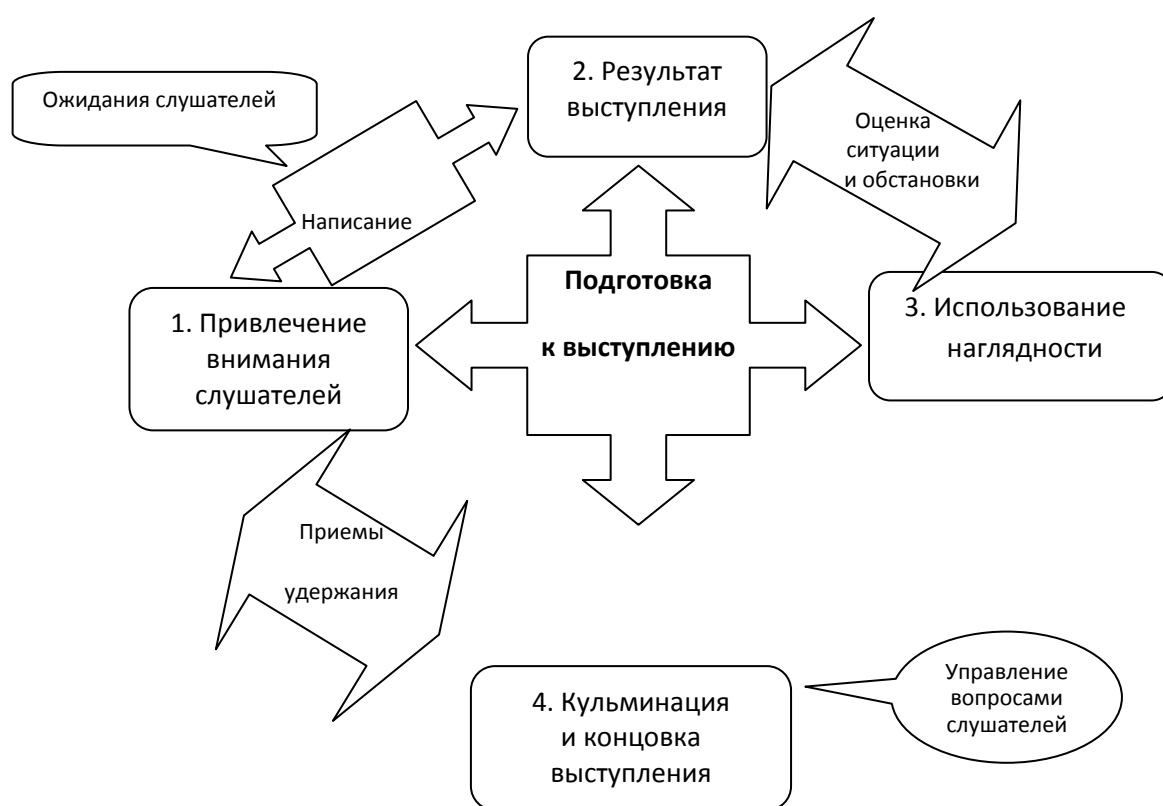 2. Результат
выступления
Ожидания слушателей
Оценка
ситуации
и обстановки
Написание
Подготовка
к выступлению
1. Привлечение
внимания
слушателей
3. Использование
наглядности
Приемы
удержания
4. Кульминация
и концовка
выступления
Управление
вопросами
слушателей